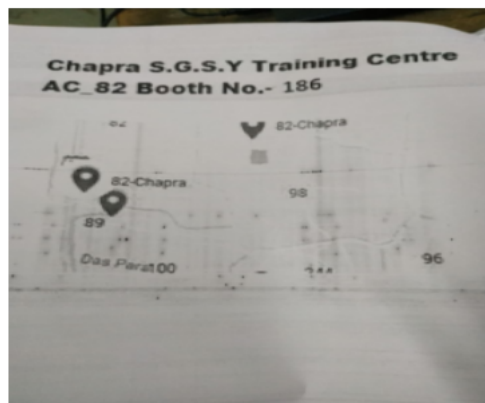 Chapra S.G.S.Y Training Centre
AC_82 Booth No.- 186
82-Chapra
82-Chapra
98
89
Das Para 100
96